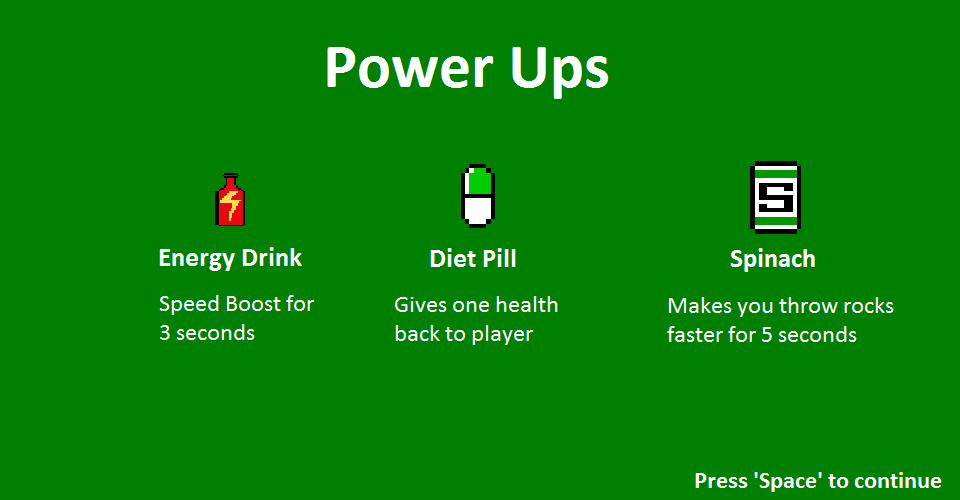 Power Ups
S
Energy Drink
Diet Pill
Spinach
Speed Boost for
3 seconds
Gives one health
back to player
Makes you throw rocks
faster for 5 seconds
Press 'Space' to continue